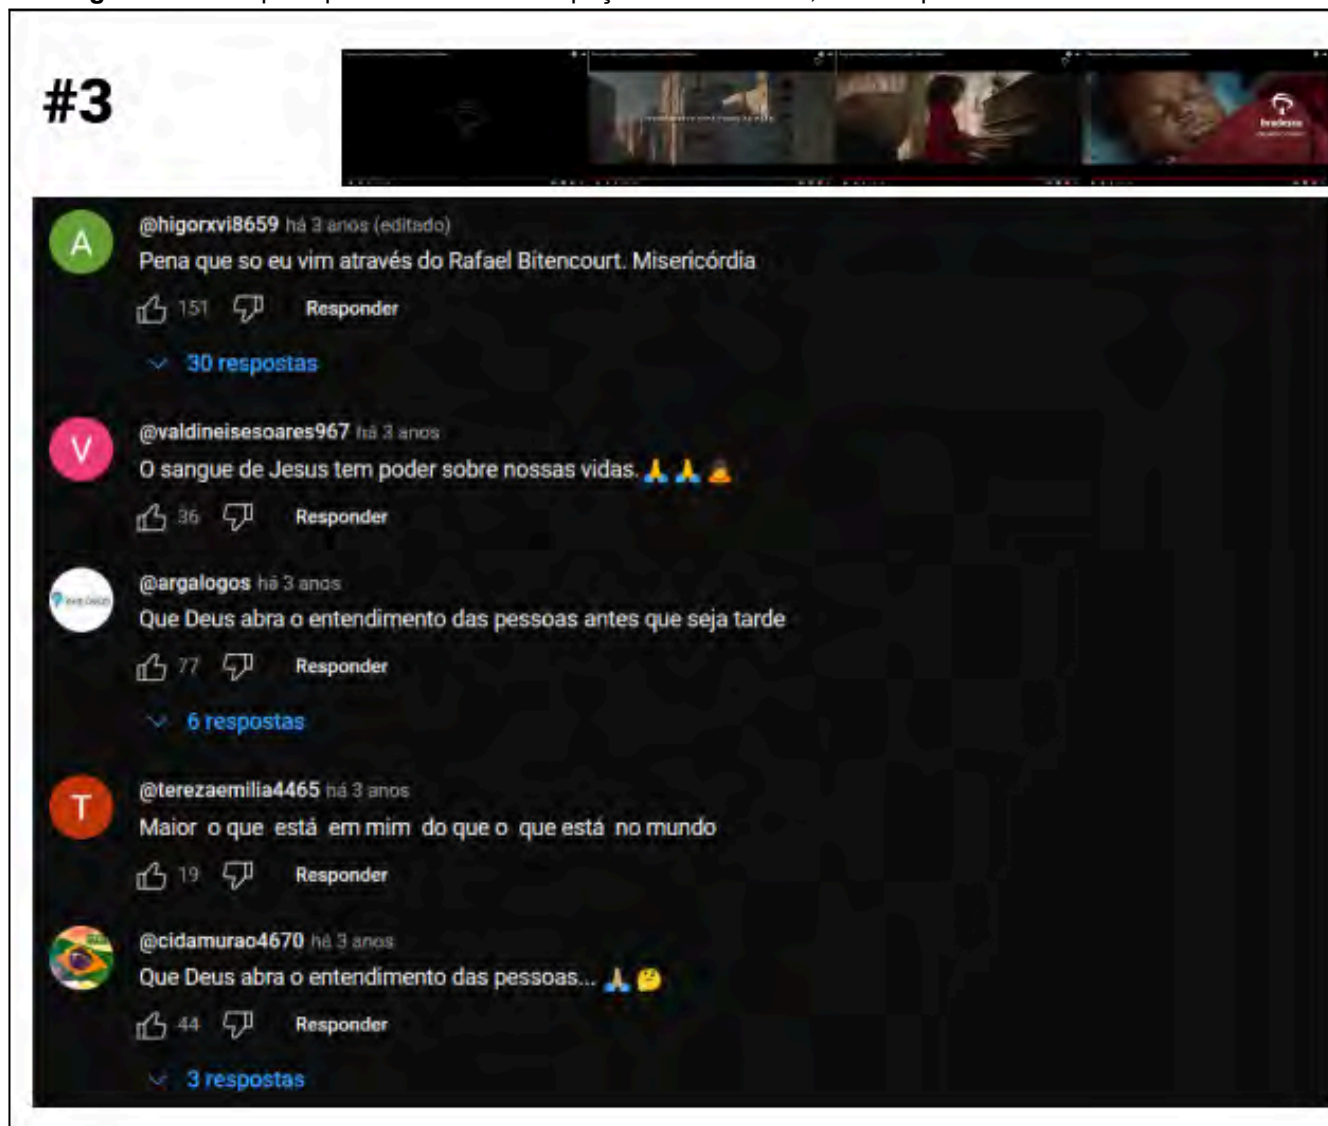 #3
bradesco
@higorxvi8659 há 3 anos (editado)
Pena que so eu vim através do Rafael Bitencourt. Misericórdia
151 Responder
30 respostas
@valdineisesoares967 há 3 anos
O sangue de Jesus tem poder sobre nossas vidas. 🙏 🙏 🙇
36 Responder
@argalogos há 3 anos
Que Deus abra o entendimento das pessoas antes que seja tarde
77 Responder
6 respostas
@terezaemilia4465 há 3 anos
Maior o que está em mim do que o que está no mundo
19 Responder
@cidamurao4670 há 3 anos
Que Deus abra o entendimento das pessoas... 🙏🏼 🤔
44 Responder
3 respostas
A
V
T